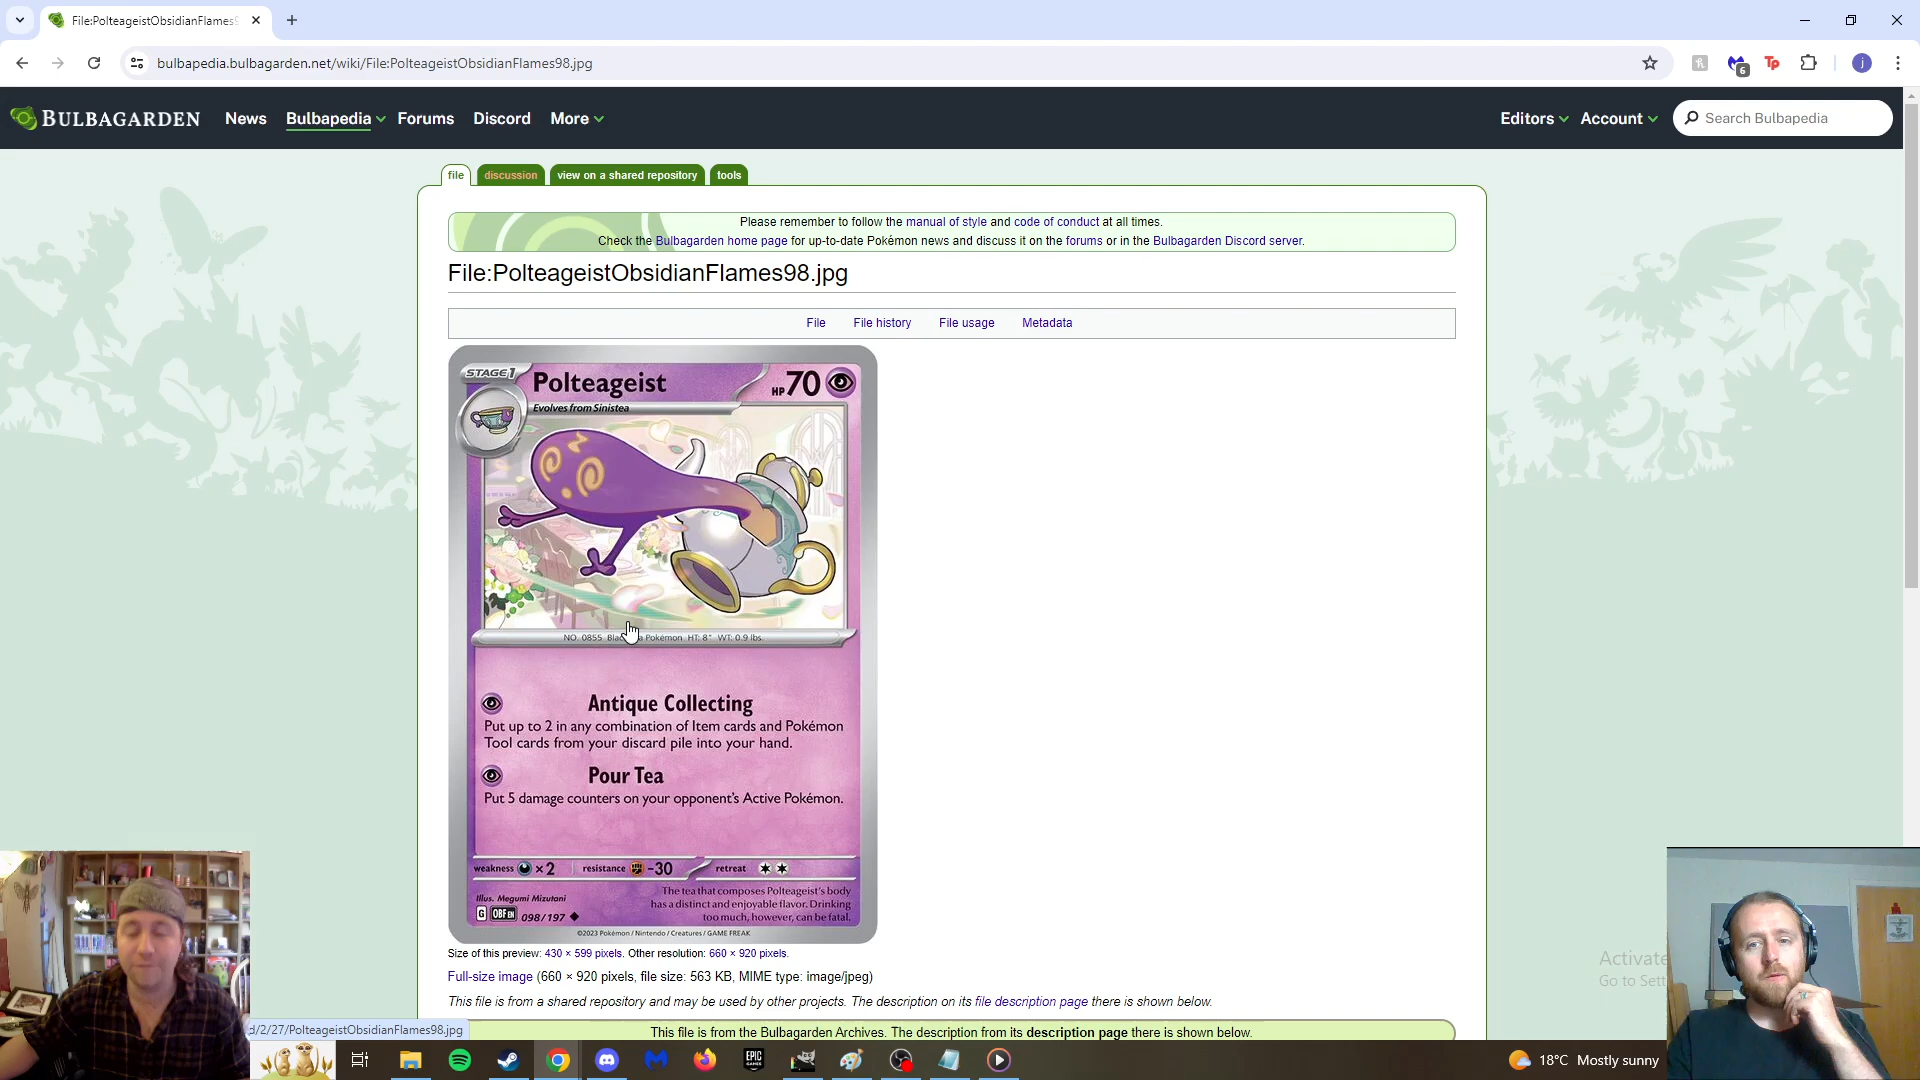 File:PolteageistObsidianFlames
bulbapedia.bulbagarden.net/wiki/File:PolteageistObsidianFlames98.jpg
6
Tp
j
BULBAGARDEN
News
Bulbapedia
Forums
Discord
More
Editors
Account
Search Bulbapedia
file
discussion
view on a shared repository
tools
Please remember to follow the manual of style and code of conduct at all times.
Check the Bulbagarden home page for up-to-date Pokémon news and discuss it on the forums or in the Bulbagarden Discord server.
File:PolteageistObsidianFlames98.jpg
File
File history
File usage
Metadata
STAGE 1
Polteageist
HP 70
Evolves from Sinistea
NO. 0855 Pokémon HT: 8" WT: 0.9 lbs.
Antique Collecting
Put up to 2 in any combination of Item cards and Pokémon
Tool cards from your discard pile into your hand.
Pour Tea
Put 5 damage counters on your opponent's Active Pokémon.
weakness ×2
resistance -30
retreat
Illus. Megumi Mizutani
G OBF EN 098/197
The tea that composes Polteageist's body
has a distinct and enjoyable flavor. Drinking
too much, however, can be fatal.
©2023 Pokémon / Nintendo / Creatures / GAME FREAK
Size of this preview: 430 × 599 pixels. Other resolution: 660 × 920 pixels.
Full-size image (660 × 920 pixels, file size: 563 KB, MIME type: image/jpeg)
This file is from a shared repository and may be used by other projects. The description on its file description page there is shown below.
This file is from the Bulbagarden Archives. The description from its description page there is shown below.
d/2/27/PolteageistObsidianFlames98.jpg
Activate
Go to Sett
EPIC
GAMES
18°C Mostly sunny